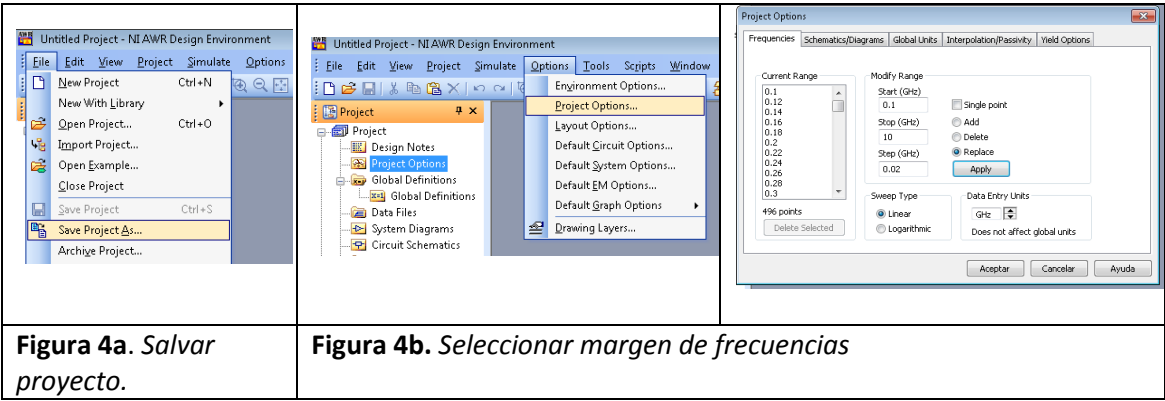 Untitled Project - NI AWR Design Environment
File Edit View Project Simulate Options
New Project Ctrl+N
New With Library
Open Project... Ctrl+O
Import Project...
Open Example...
Close Project
Save Project Ctrl+S
Save Project As...
Archive Project...
Untitled Project - NI AWR Design Environment
File Edit View Project Simulate Options Tools Scripts Window
Project
Project
Design Notes
Project Options
Global Definitions
Global Definitions
Data Files
System Diagrams
Circuit Schematics
Environment Options...
Project Options...
Layout Options...
Default Circuit Options...
Default System Options...
Default EM Options...
Default Graph Options
Drawing Layers...
Project Options
Frequencies Schematics/Diagrams Global Units Interpolation/Passivity Yield Options
Current Range
0.1
0.12
0.14
0.16
0.18
0.2
0.22
0.24
0.26
0.28
0.3
496 points
Delete Selected
Modify Range
Start (GHz)
0.1
Single point
Stop (GHz)
Add
10
Delete
Step (GHz)
Replace
0.02
Apply
Sweep Type
Linear
Logarithmic
Data Entry Units
GHz
Does not affect global units
Aceptar Cancelar Ayuda
Figura 4a. Salvar
proyecto.
Figura 4b. Seleccionar margen de frecuencias